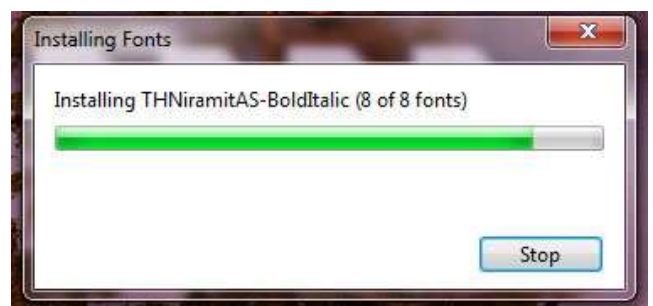 Installing Fonts
Installing THNiramitAS-BoldItalic (8 of 8 fonts)
Stop